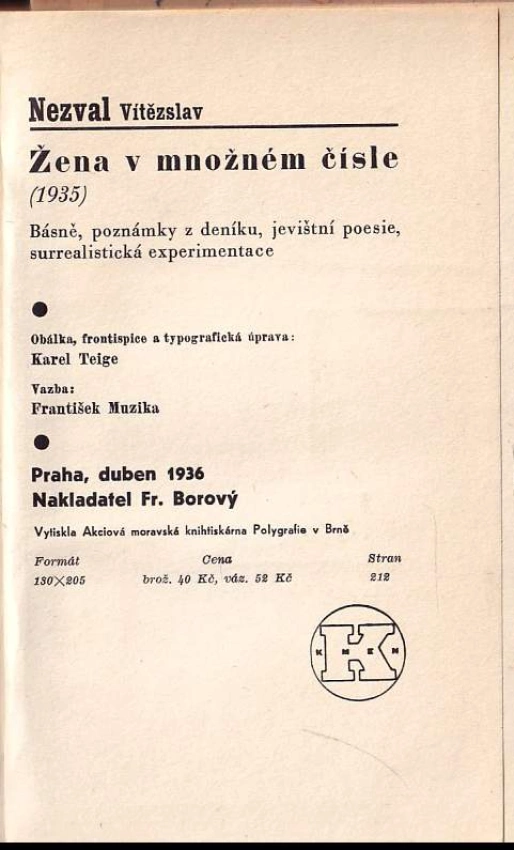 Nezval Vítězslav
Žena v množném čísle
(1935)
Básně, poznámky z deníku, jevištní poesie,
surrealistická experimentace
Obálka, frontispice a typografická úprava:
Karel Teige
Vazba:
František Muzika
Praha, duben 1936
Nakladatel Fr. Borový
Vytiskla Akciová moravská knihtiskárna Polygrafie v Brně
Formát Cena Stran
130×205 brož. 40 Kč, váz. 52 Kč 212
K
KMEN